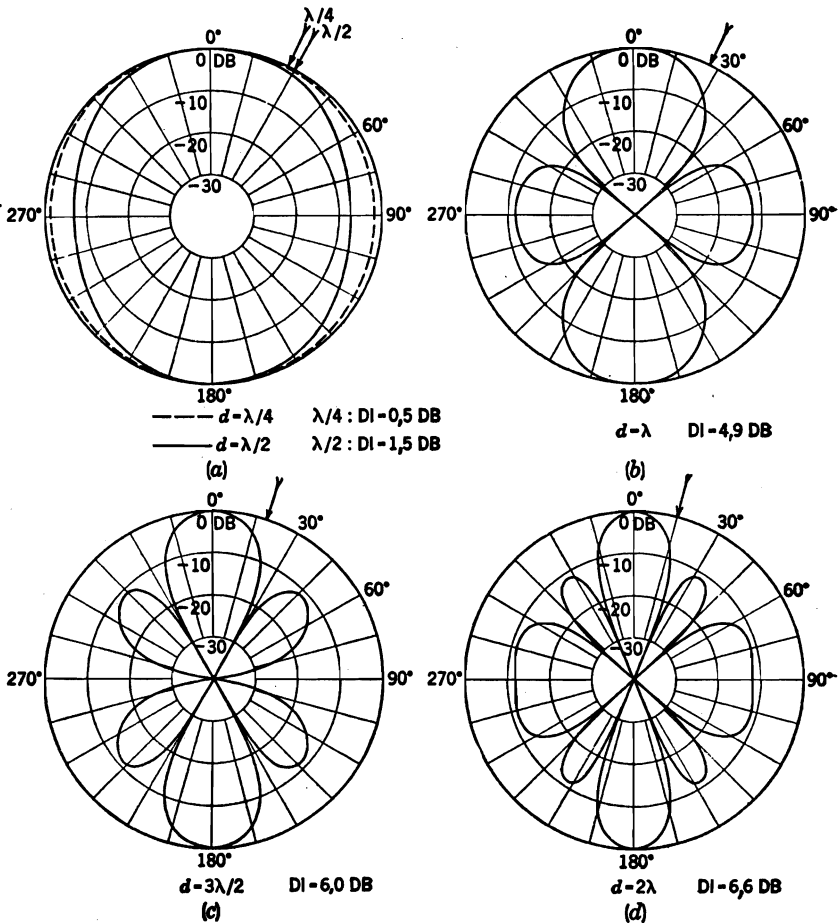 λ/4
λ/2
0°
0 DB
-10
-20
-30
60°
90°
270°
180°
d=λ/4 λ/4 : DI=0,5 DB
d=λ/2 λ/2 : DI=1,5 DB
(a)
0°
0 DB
30°
-10
-20
-30
60°
90°
270°
180°
d=λ DI=4,9 DB
(b)
0°
0 DB
30°
-10
-20
-30
60°
90°
270°
180°
d=3λ/2 DI=6,0 DB
(c)
0°
0 DB
30°
-10
-20
-30
60°
90°
270°
180°
d=2λ DI=6,6 DB
(d)